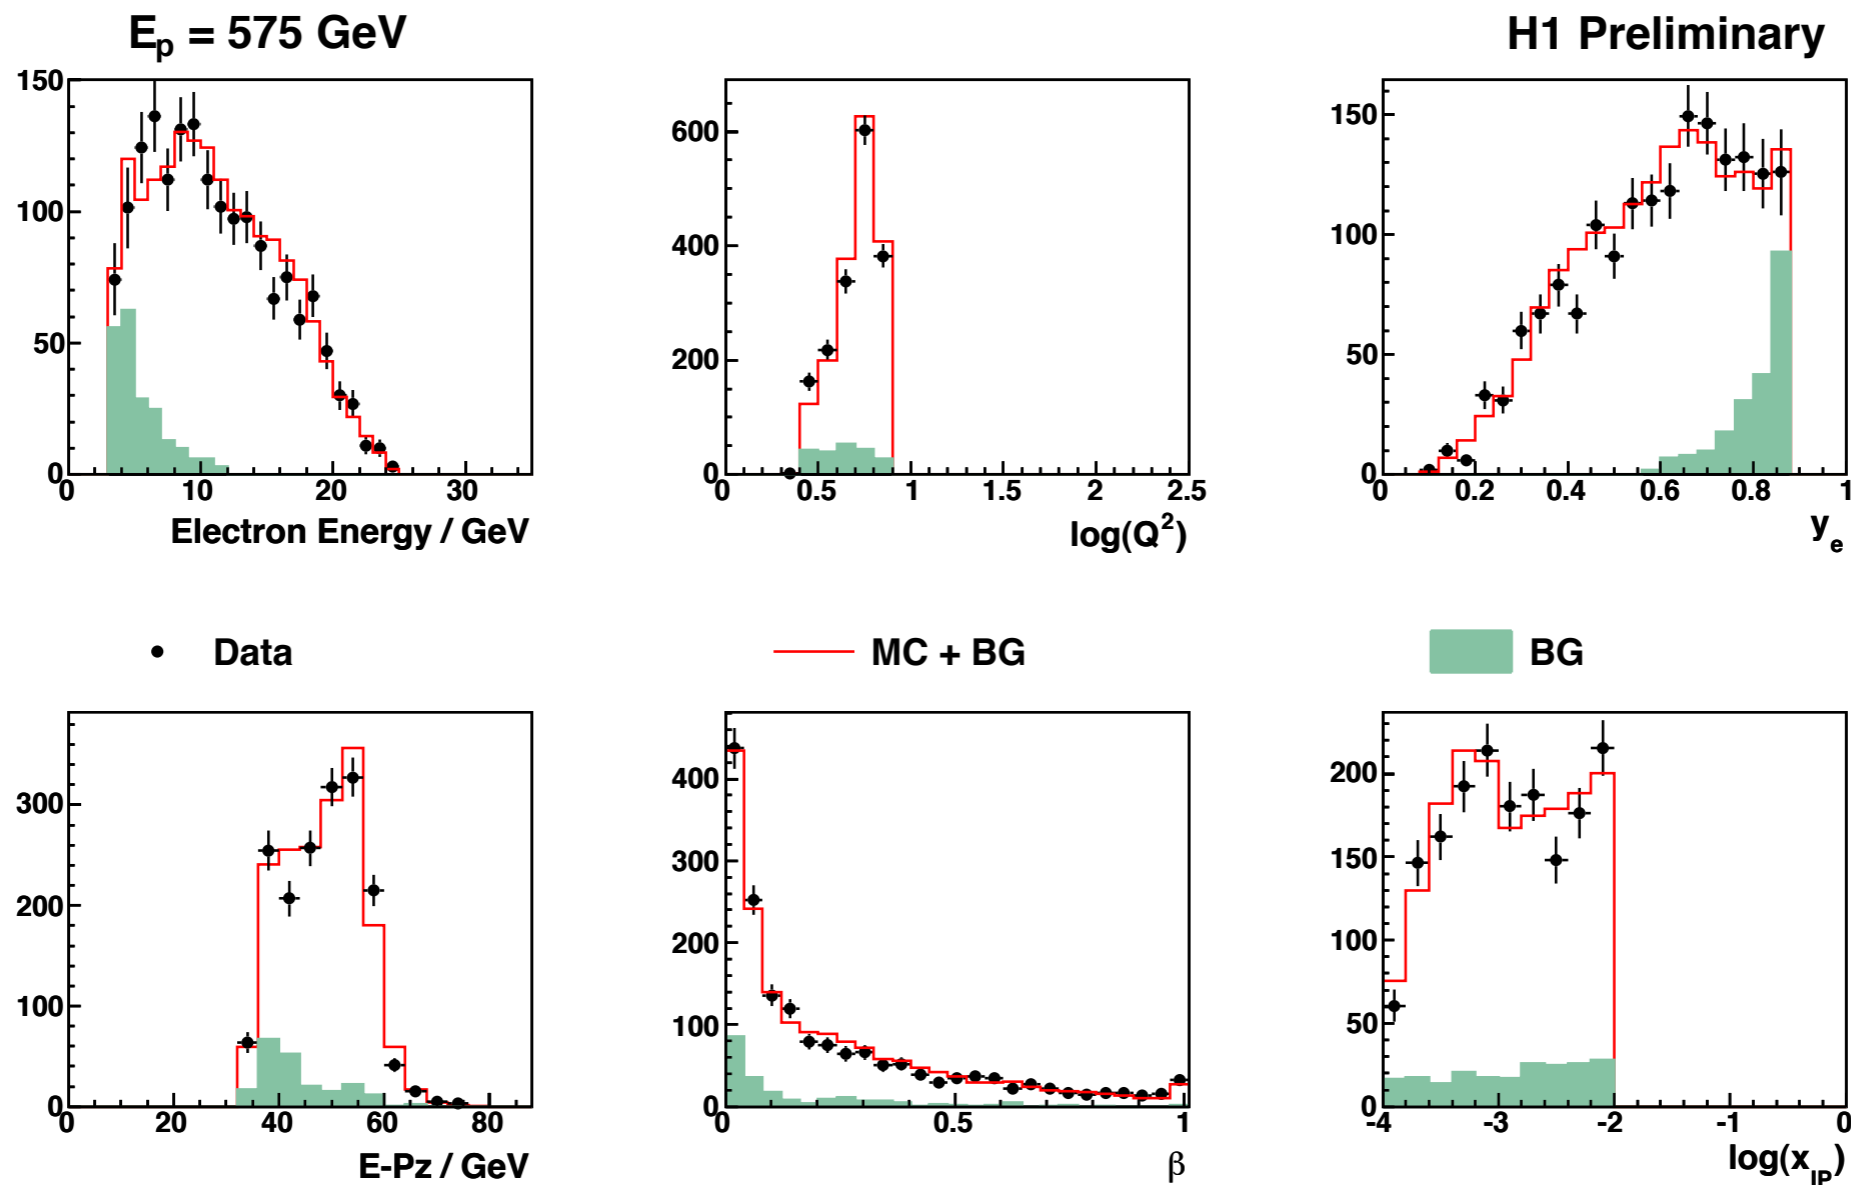 E_p = 575 GeV
H1 Preliminary
150
100
50
0
0 10 20 30
Electron Energy / GeV
600
400
200
0
0 0.5 1 1.5 2 2.5
log(Q^2)
150
100
50
0
0 0.2 0.4 0.6 0.8 1
y_e
Data
MC + BG
BG
300
200
100
0
0 20 40 60 80
E-Pz / GeV
400
300
200
100
0
0 0.5 1
β
200
150
100
50
0
-4 -3 -2 -1 0
log(x_IP)